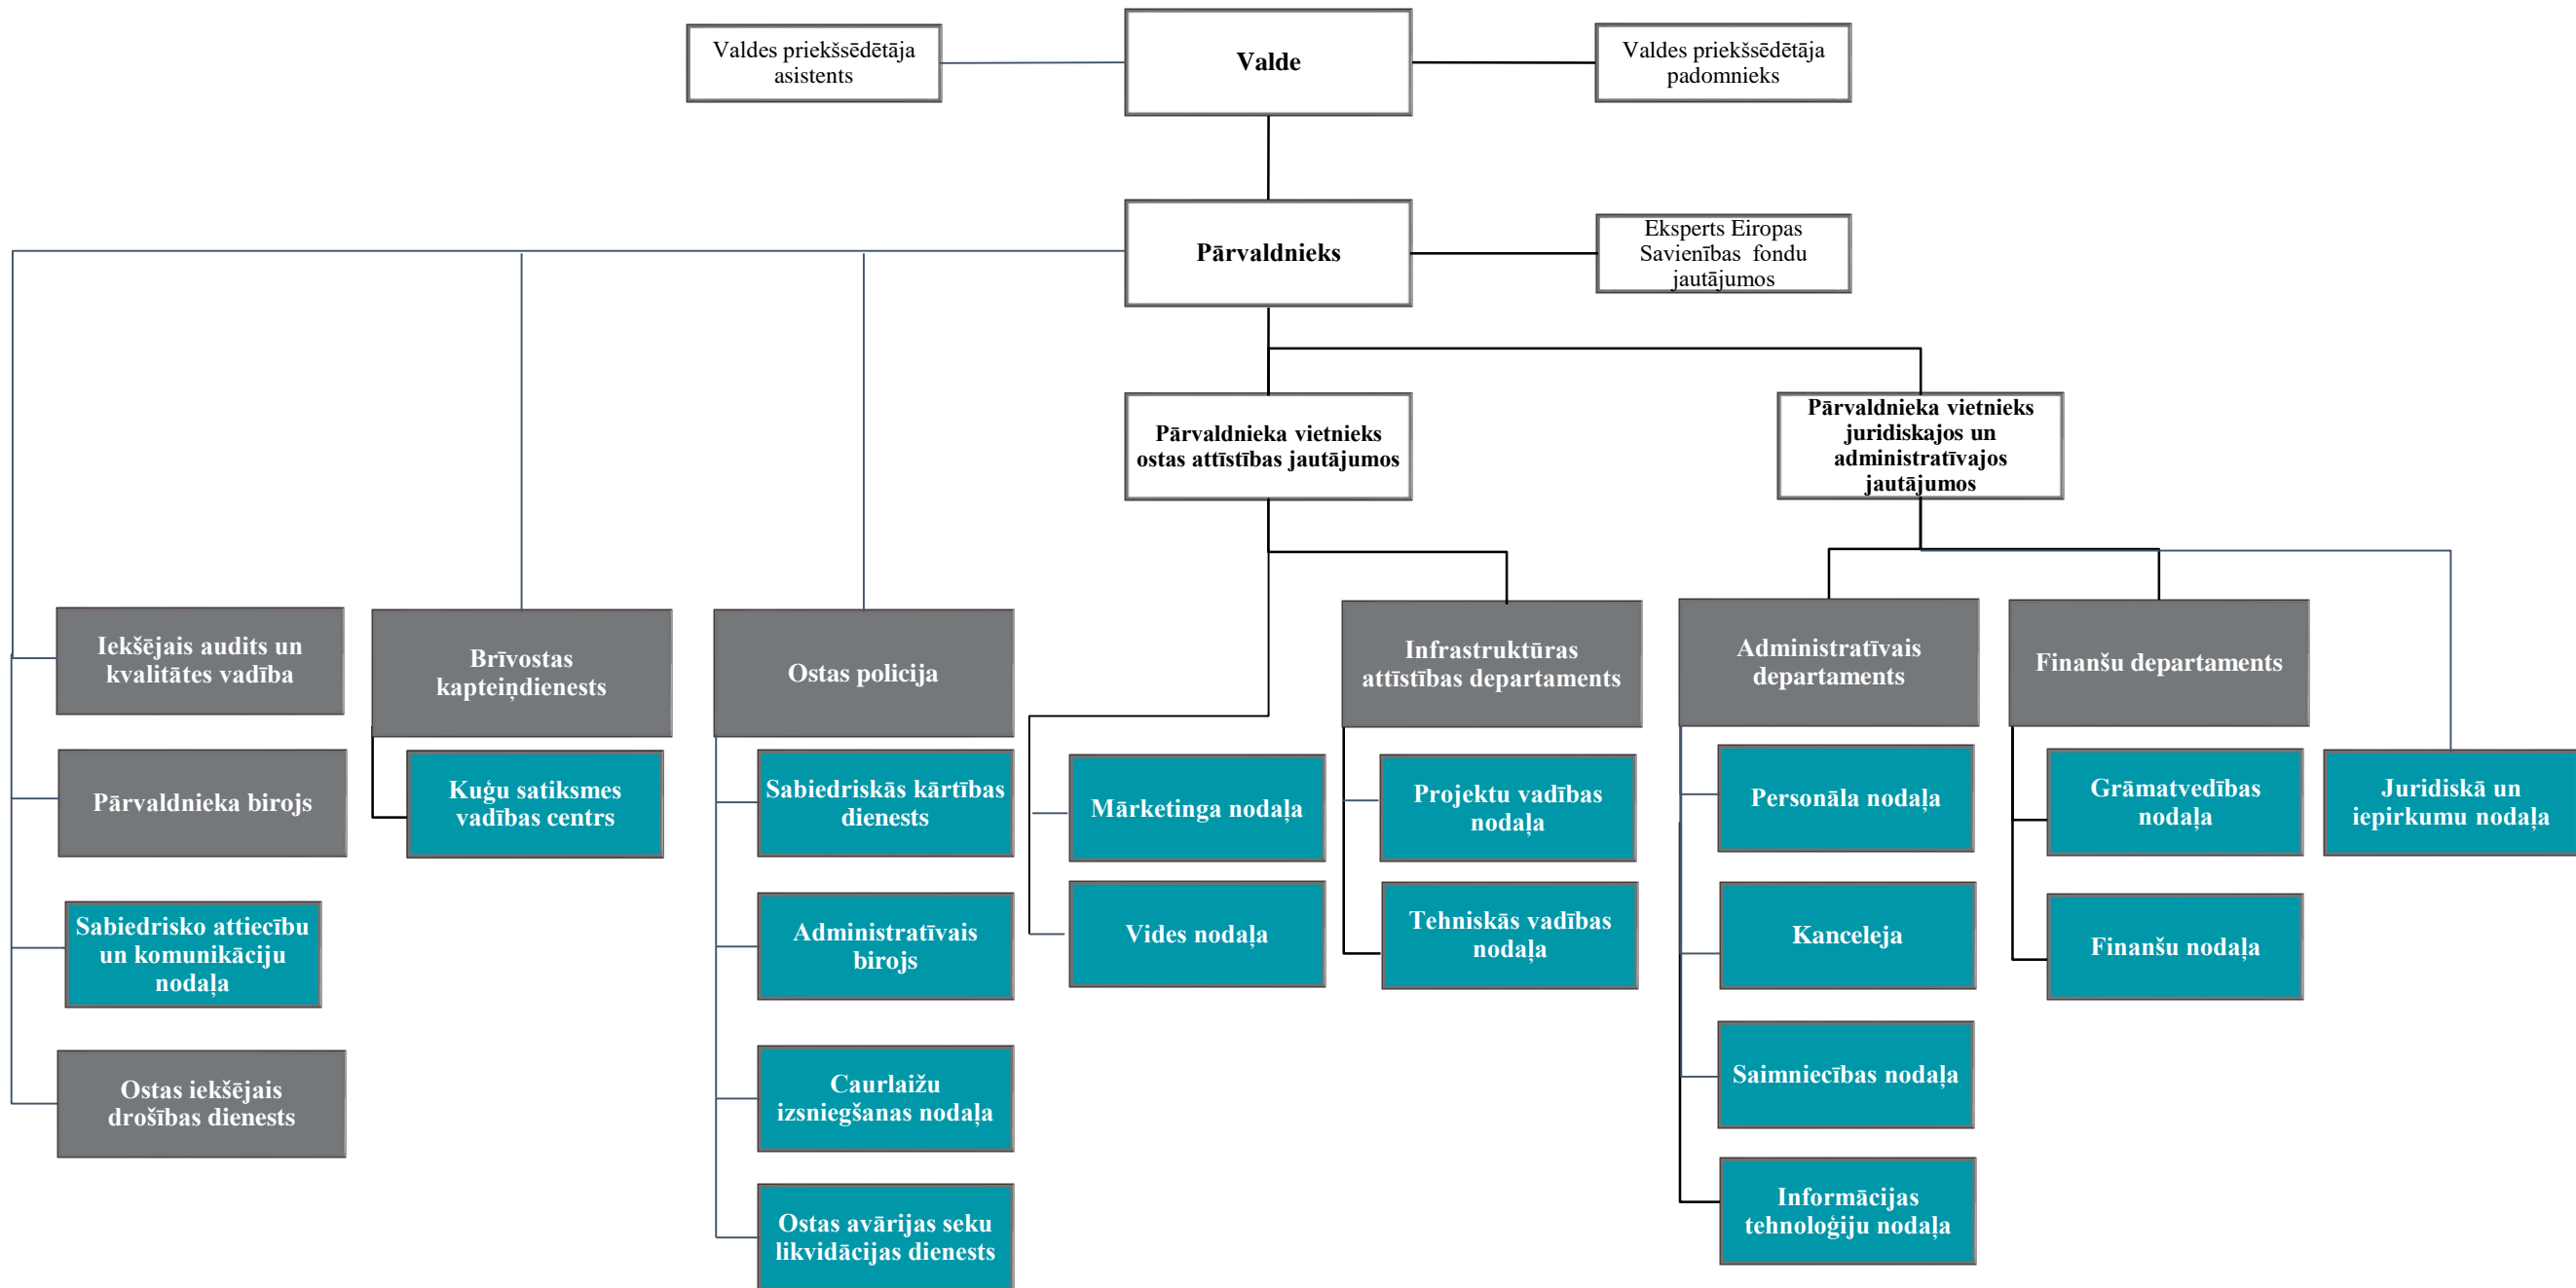 Valdes priekšsēdētāja
asistents
Valde
Valdes priekšsēdētāja
padomnieks
Pārvaldnieks
Eksperts Eiropas
Savienības fondu
jautājumos
Pārvaldnieka vietnieks
ostas attīstības jautājumos
Pārvaldnieka vietnieks
juridiskajos un
administratīvajos
jautājumos
Iekšējais audits un
kvalitātes vadība
Brīvostas
kapteiņdienests
Ostas policija
Infrastruktūras
attīstības departaments
Administratīvais
departaments
Finanšu departaments
Pārvaldnieka birojs
Kuģu satiksmes
vadības centrs
Sabiedriskās kārtības
dienests
Mārketinga nodaļa
Projektu vadības
nodaļa
Personāla nodaļa
Grāmatvedības
nodaļa
Juridiskā un
iepirkumu nodaļa
Sabiedrisko attiecību
un komunikāciju
nodaļa
Administratīvais
birojs
Vides nodaļa
Tehniskās vadības
nodaļa
Kanceleja
Finanšu nodaļa
Ostas iekšējais
drošības dienests
Caurlaižu
izsniegšanas nodaļa
Saimniecības nodaļa
Ostas avārijas seku
likvidācijas dienests
Informācijas
tehnoloģiju nodaļa